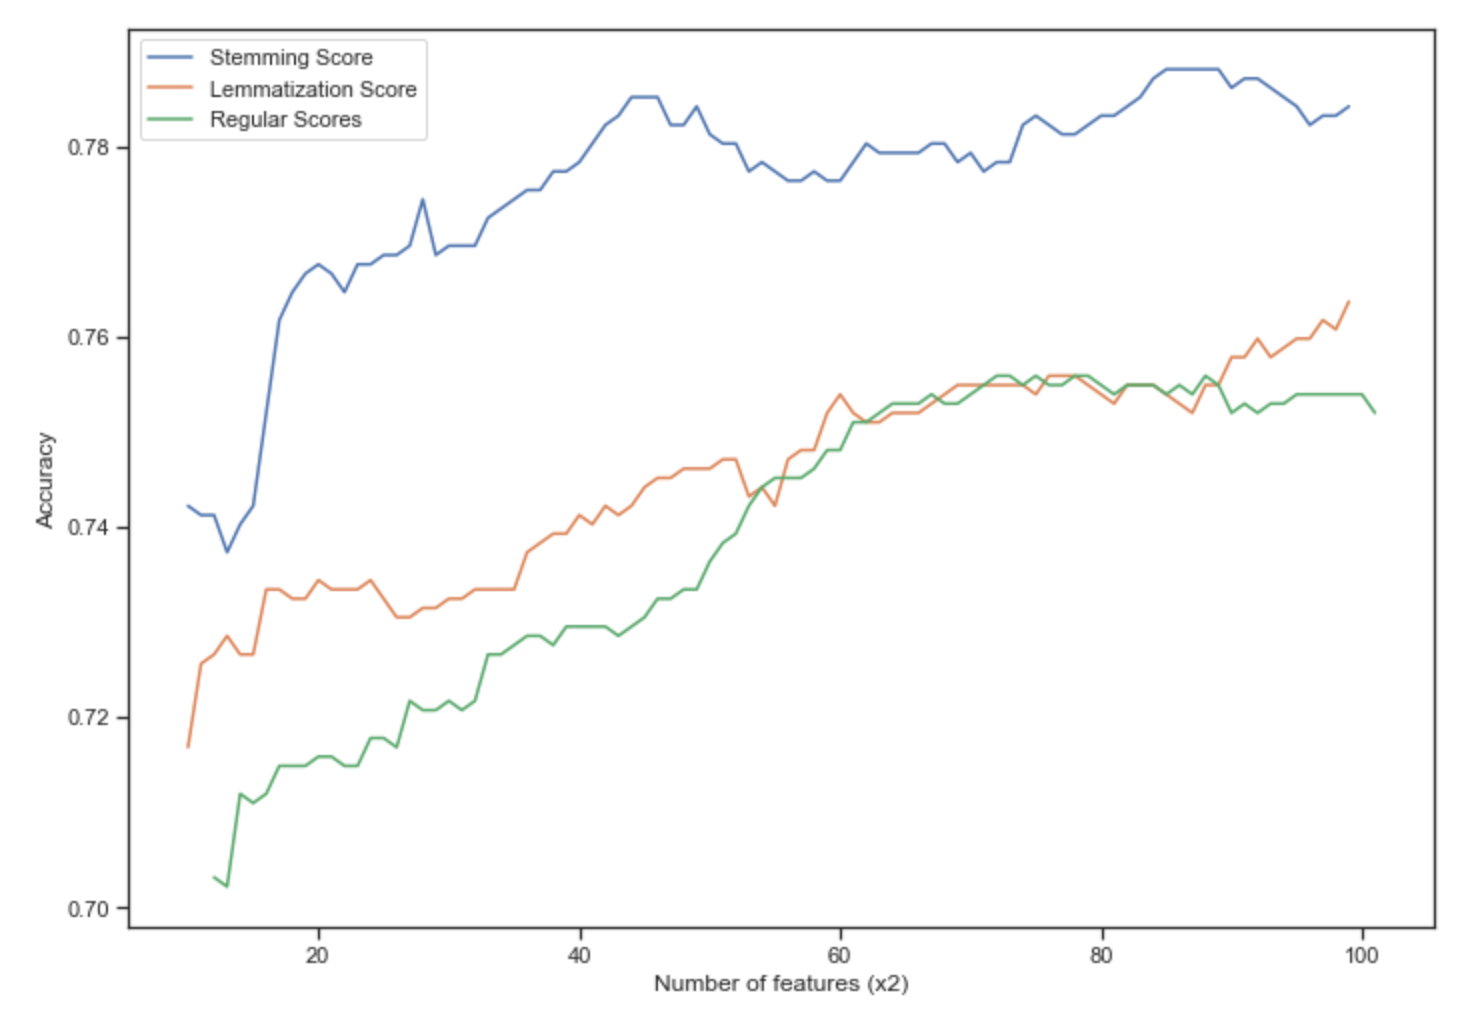 Stemming Score
Lemmatization Score
Regular Scores
0.78
0.76
0.74
0.72
0.70
Accuracy
20 40 60 80 100
Number of features (x2)